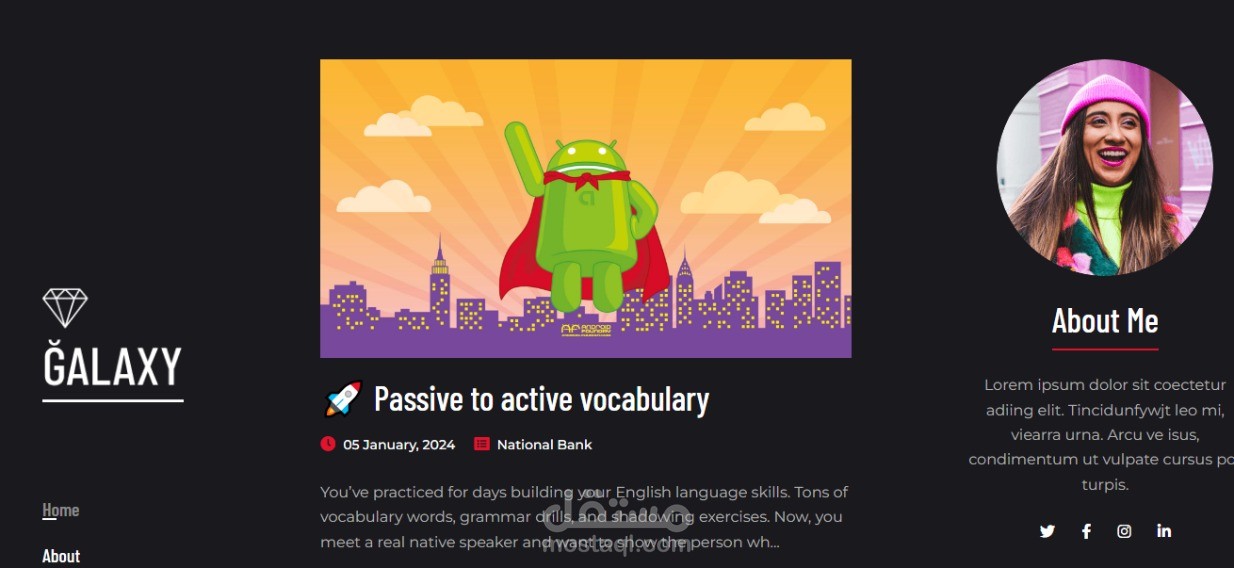 ĞALAXY
Home
About
a
AF ANDROID
🚀 Passive to active vocabulary
05 January, 2024 National Bank
You've practiced for days building your English language skills. Tons of
vocabulary words, grammar drills, and shadowing exercises. Now, you
meet a real native speaker and want to show the person wh...
مستقل
mostaql.com
About Me
Lorem ipsum dolor sit coectetur
adiing elit. Tincidunfywjt leo mi,
viearra urna. Arcu ve isus,
condimentum ut vulpate cursus po
turpis.